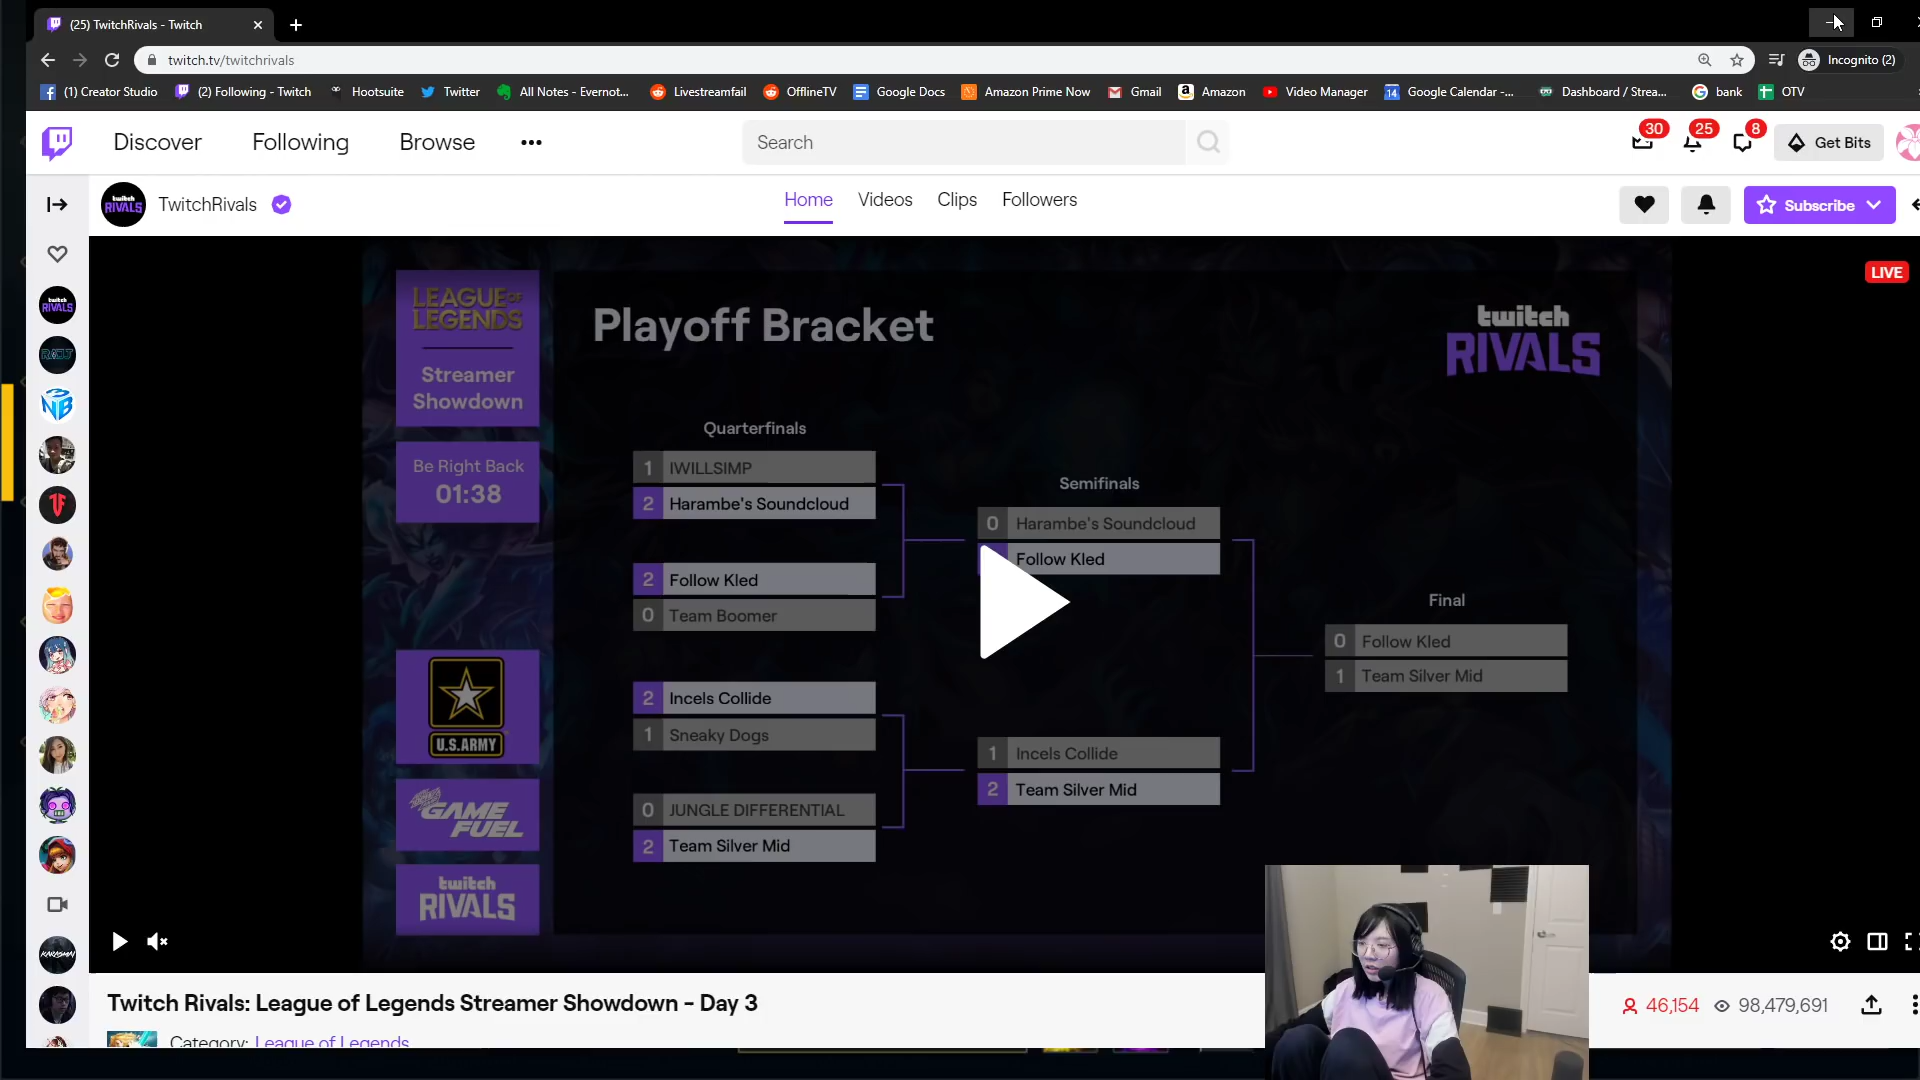 (25) TwitchRivals - Twitch
twitch.tv/twitchrivals
Incognito (2)
(1) Creator Studio
(2) Following - Twitch
Hootsuite
Twitter
All Notes - Evernot...
Livestreamfail
OfflineTV
Google Docs
Amazon Prime Now
Gmail
Amazon
Video Manager
14
Google Calendar -...
Dashboard / Strea...
bank
OTV
Discover
Following
Browse
Search
30
25
8
Get Bits
twitch
RIVALS
TwitchRivals
Home
Videos
Clips
Followers
Subscribe
LIVE
twitch
RIVALS
NB
LEAGUE OF
LEGENDS
Streamer
Showdown
Be Right Back
01:38
U.S.ARMY
GAME
FUEL
twitch
RIVALS
Playoff Bracket
twitch
RIVALS
Quarterfinals
1 IWILLSIMP
2 Harambe's Soundcloud
2 Follow Kled
0 Team Boomer
2 Incels Collide
1 Sneaky Dogs
0 JUNGLE DIFFERENTIAL
2 Team Silver Mid
Semifinals
0 Harambe's Soundcloud
Follow Kled
1 Incels Collide
2 Team Silver Mid
Final
0 Follow Kled
1 Team Silver Mid
Twitch Rivals: League of Legends Streamer Showdown - Day 3
46,154
98,479,691
Category: League of Legends